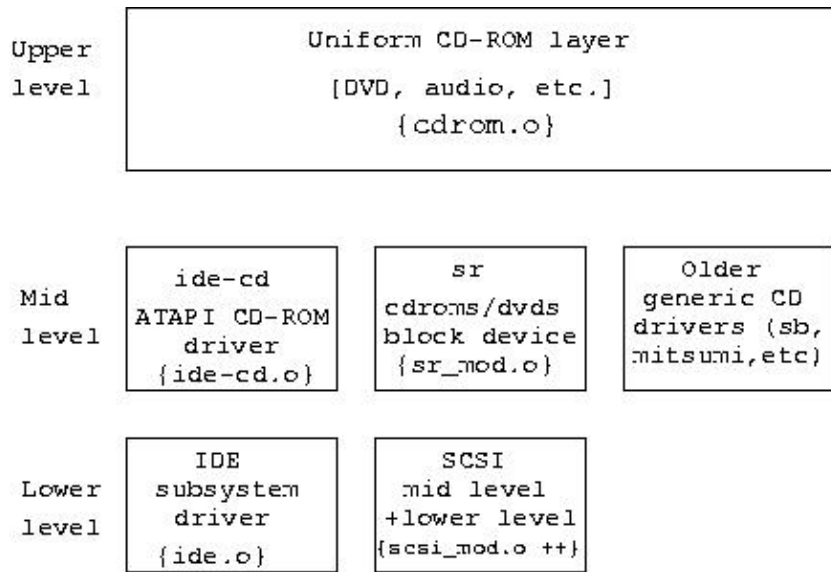 Upper
level
Uniform CD-ROM layer
[DVD, audio, etc.]
{cdrom.o}
Mid
level
ide-cd
ATAPI CD-ROM
driver
{ide-cd.o}
sr
cdroms/dvds
block device
{sr_mod.o}
Older
generic CD
drivers (sb,
mitsumi,etc)
Lower
level
IDE
subsystem
driver
{ide.o}
SCSI
mid level
+lower level
{scsi_mod.o ++}